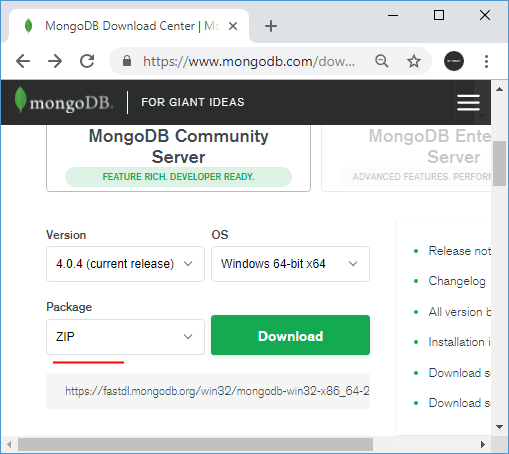 MongoDB Download Center | Mo
https://www.mongodb.com/dow...
mongoDB.
FOR GIANT IDEAS
MongoDB Community
Server
FEATURE RICH. DEVELOPER READY.
MongoDB Ente
Server
ADVANCED FEATURES. PERFORM
Version
OS
4.0.4 (current release)
Windows 64-bit x64
Package
ZIP
Download
https://fastdl.mongodb.org/win32/mongodb-win32-x86_64-2
Release not
Changelog
All version b
Installation i
Download s
Download s